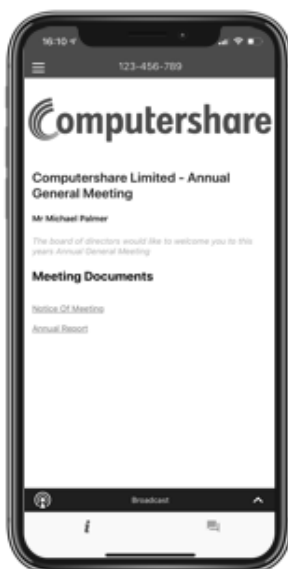 16:10
123-456-789
Computershare
Computershare Limited - Annual
General Meeting
Mr Michael Palmer
The board of directors would like to welcome you to this
years Annual General Meeting
Meeting Documents
Notice Of Meeting
Annual Report
Broadcast
i